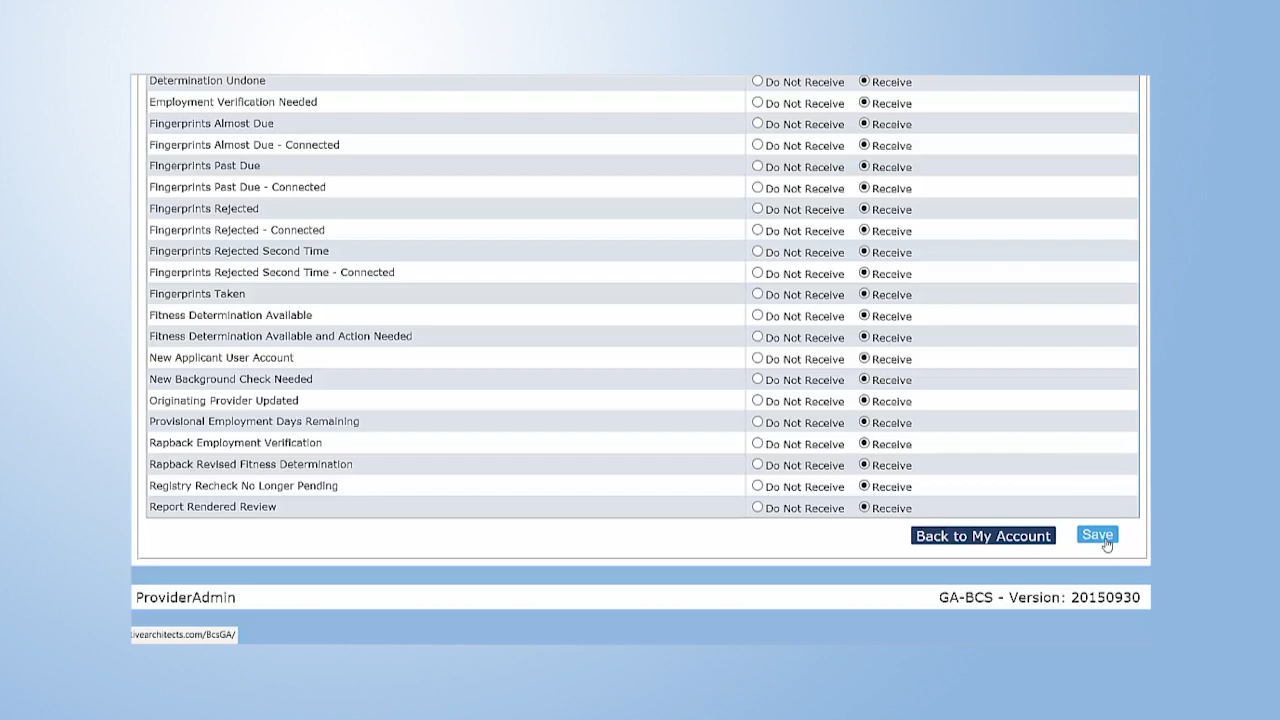 Determination Undone Do Not Receive Receive
Employment Verification Needed Do Not Receive Receive
Fingerprints Almost Due Do Not Receive Receive
Fingerprints Almost Due - Connected Do Not Receive Receive
Fingerprints Past Due Do Not Receive Receive
Fingerprints Past Due - Connected Do Not Receive Receive
Fingerprints Rejected Do Not Receive Receive
Fingerprints Rejected - Connected Do Not Receive Receive
Fingerprints Rejected Second Time Do Not Receive Receive
Fingerprints Rejected Second Time - Connected Do Not Receive Receive
Fingerprints Taken Do Not Receive Receive
Fitness Determination Available Do Not Receive Receive
Fitness Determination Available and Action Needed Do Not Receive Receive
New Applicant User Account Do Not Receive Receive
New Background Check Needed Do Not Receive Receive
Originating Provider Updated Do Not Receive Receive
Provisional Employment Days Remaining Do Not Receive Receive
Rapback Employment Verification Do Not Receive Receive
Rapback Revised Fitness Determination Do Not Receive Receive
Registry Recheck No Longer Pending Do Not Receive Receive
Report Rendered Review Do Not Receive Receive
Back to My Account Save
ProviderAdmin GA-BCS - Version: 20150930
ivearchitects.com/BcsGA/